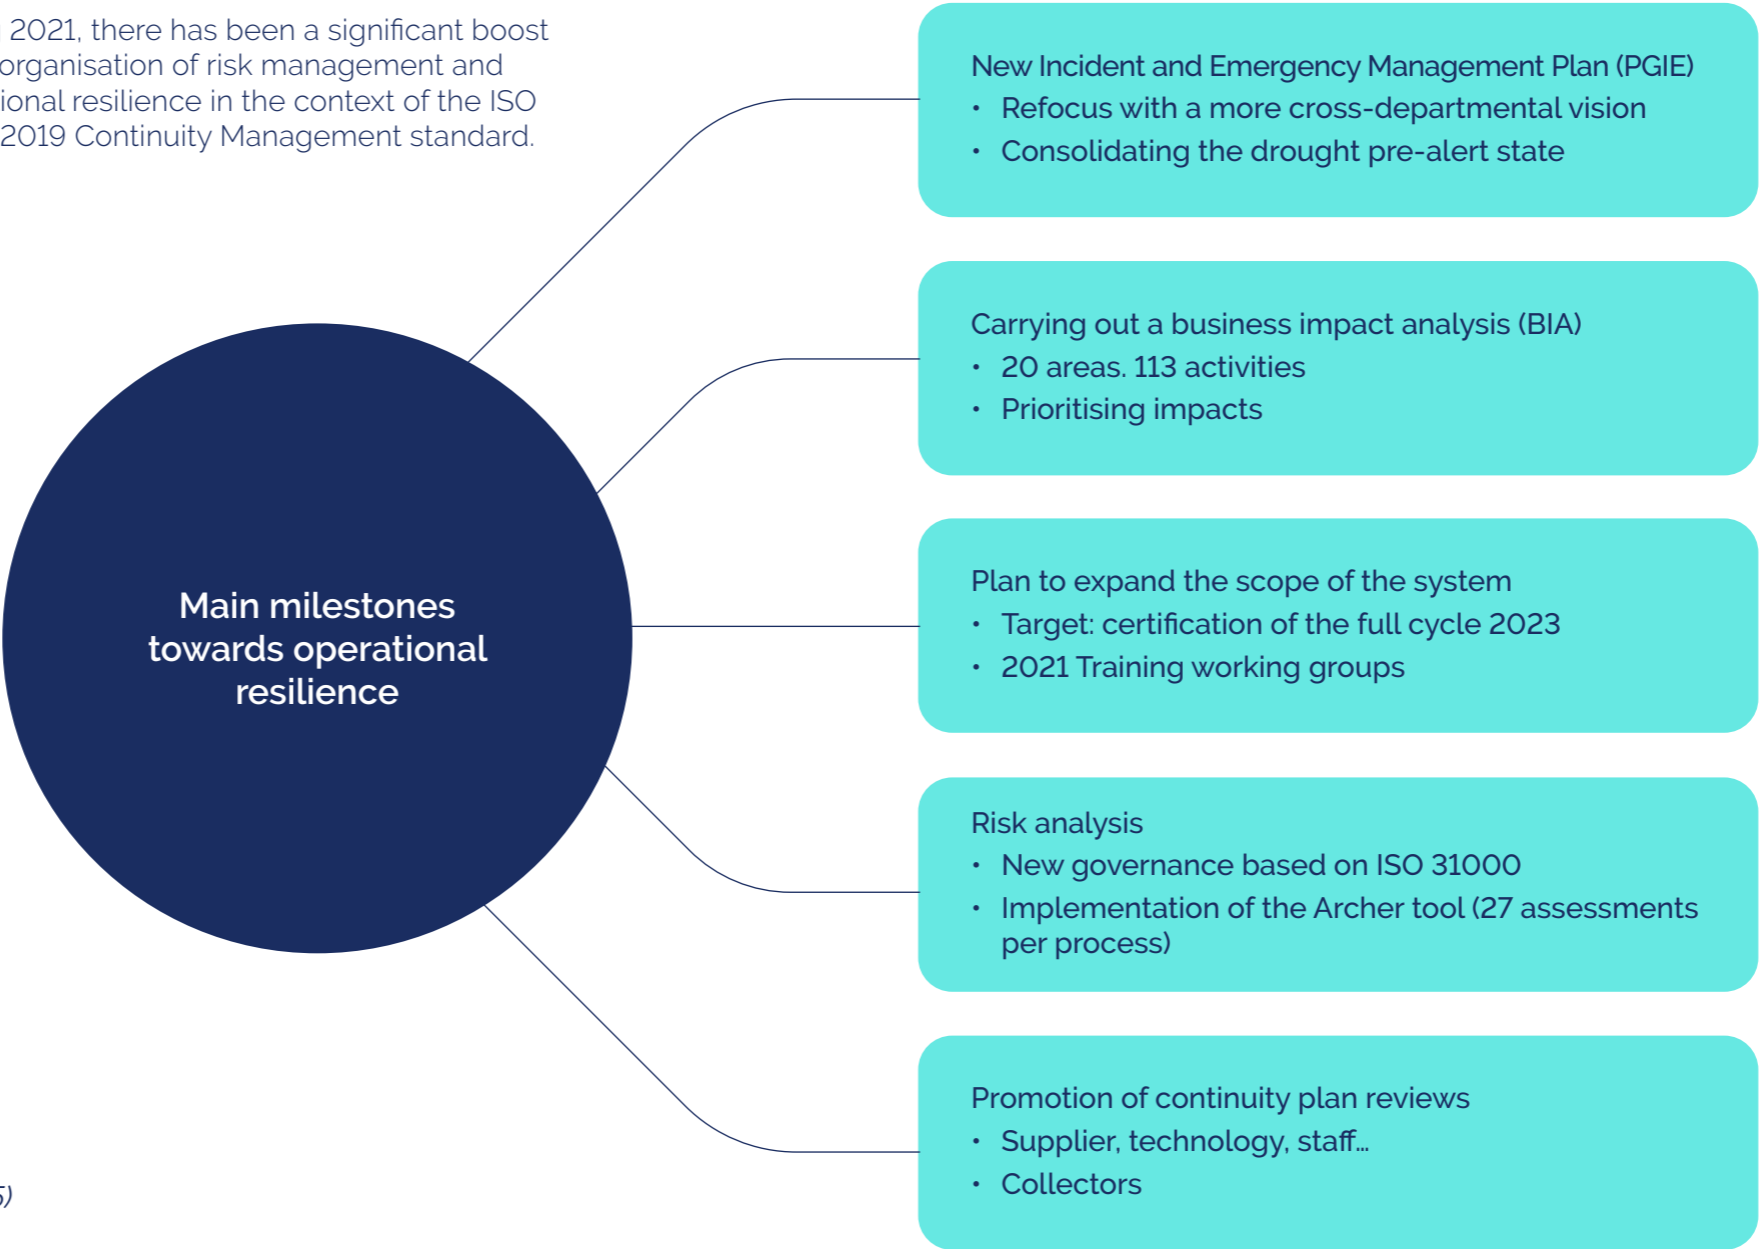 2021, there has been a significant boost
organisation of risk management and
ional resilience in the context of the ISO
2019 Continuity Management standard.
Main milestones
towards operational
resilience
New Incident and Emergency Management Plan (PGIE)
• Refocus with a more cross-departmental vision
• Consolidating the drought pre-alert state
Carrying out a business impact analysis (BIA)
• 20 areas. 113 activities
• Prioritising impacts
Plan to expand the scope of the system
• Target: certification of the full cycle 2023
• 2021 Training working groups
Risk analysis
• New governance based on ISO 31000
• Implementation of the Archer tool (27 assessments
per process)
Promotion of continuity plan reviews
• Supplier, technology, staff...
• Collectors